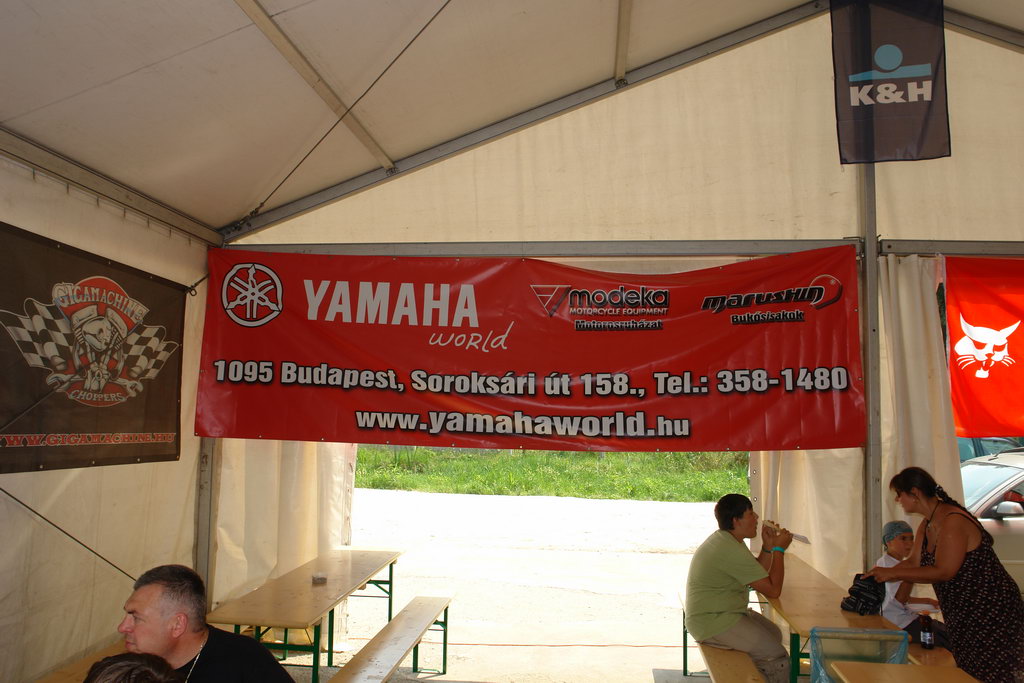 K&H
GIGAMACHINE
CHOPPERS
WWW.GIGAMACHINE.HU
YAMAHA
world
modeka
MOTORCYCLE EQUIPMENT
Motorosruházat
marushin
Bukósisakok
1095 Budapest, Soroksári út 158., Tel.: 358-1480
www.yamahaworld.hu